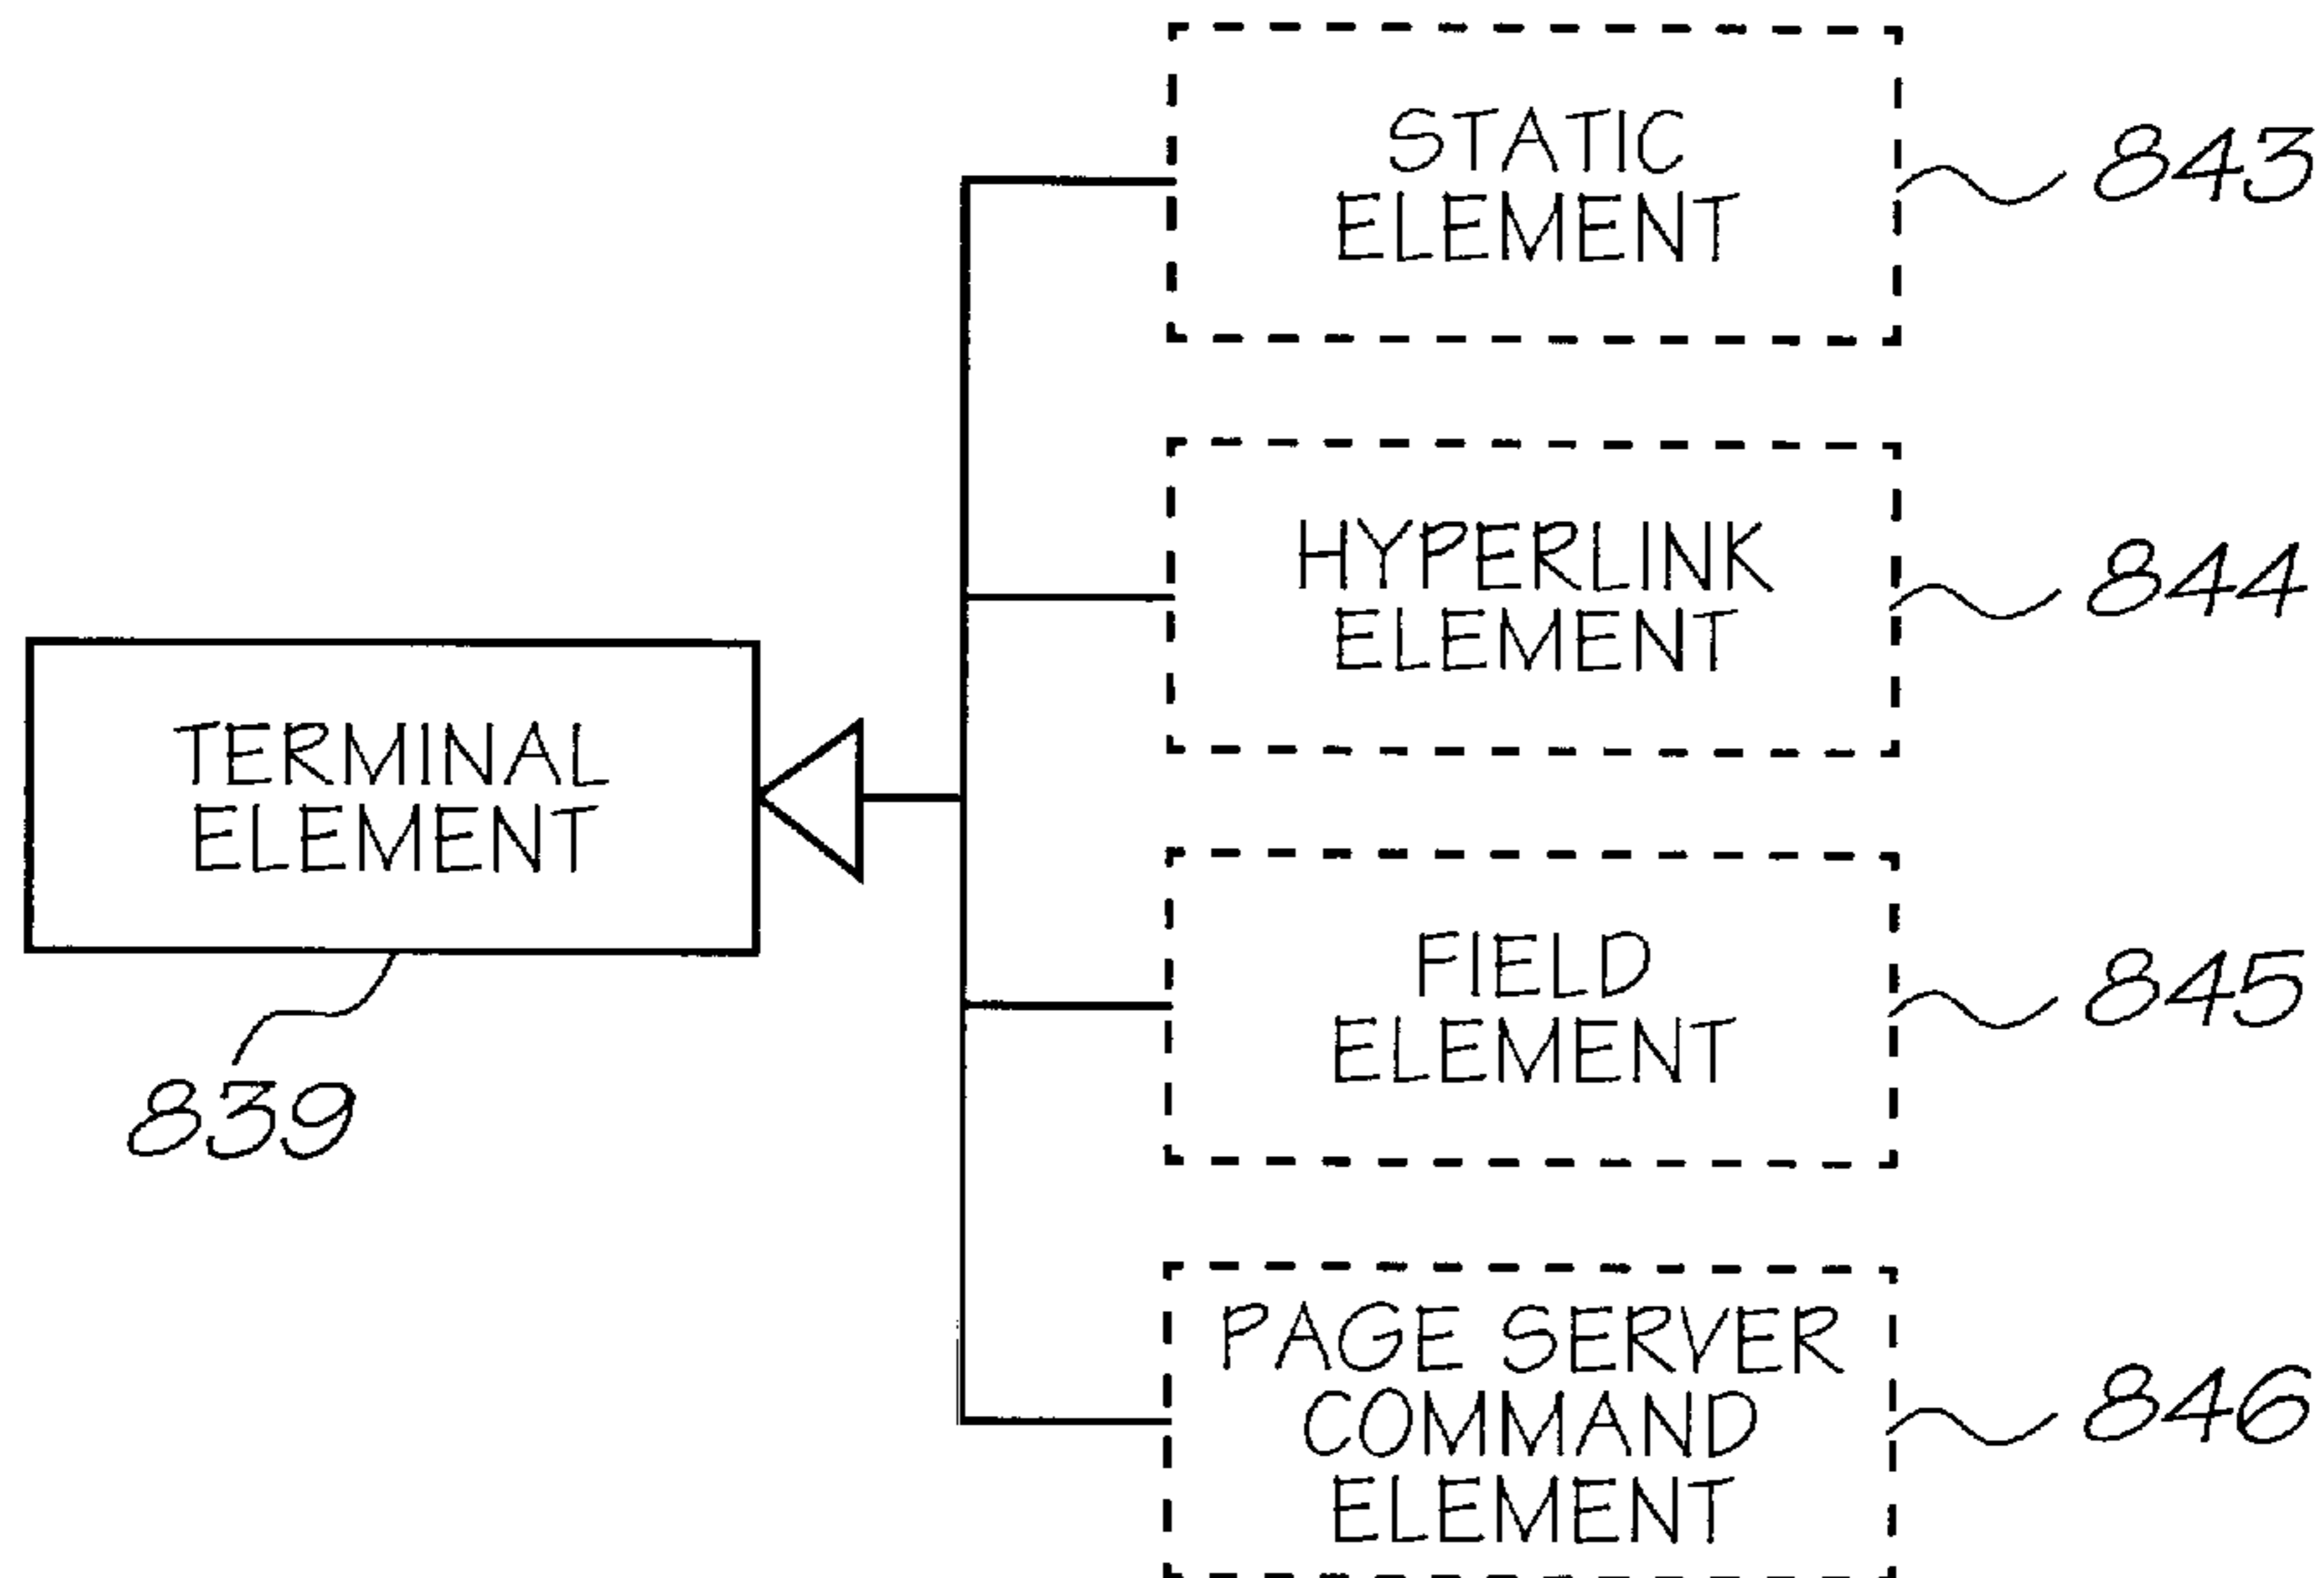 STATIC
ELEMENT
843
HYPERLINK
ELEMENT
844
TERMINAL
ELEMENT
839
FIELD
ELEMENT
845
PAGE SERVER
COMMAND
ELEMENT
846